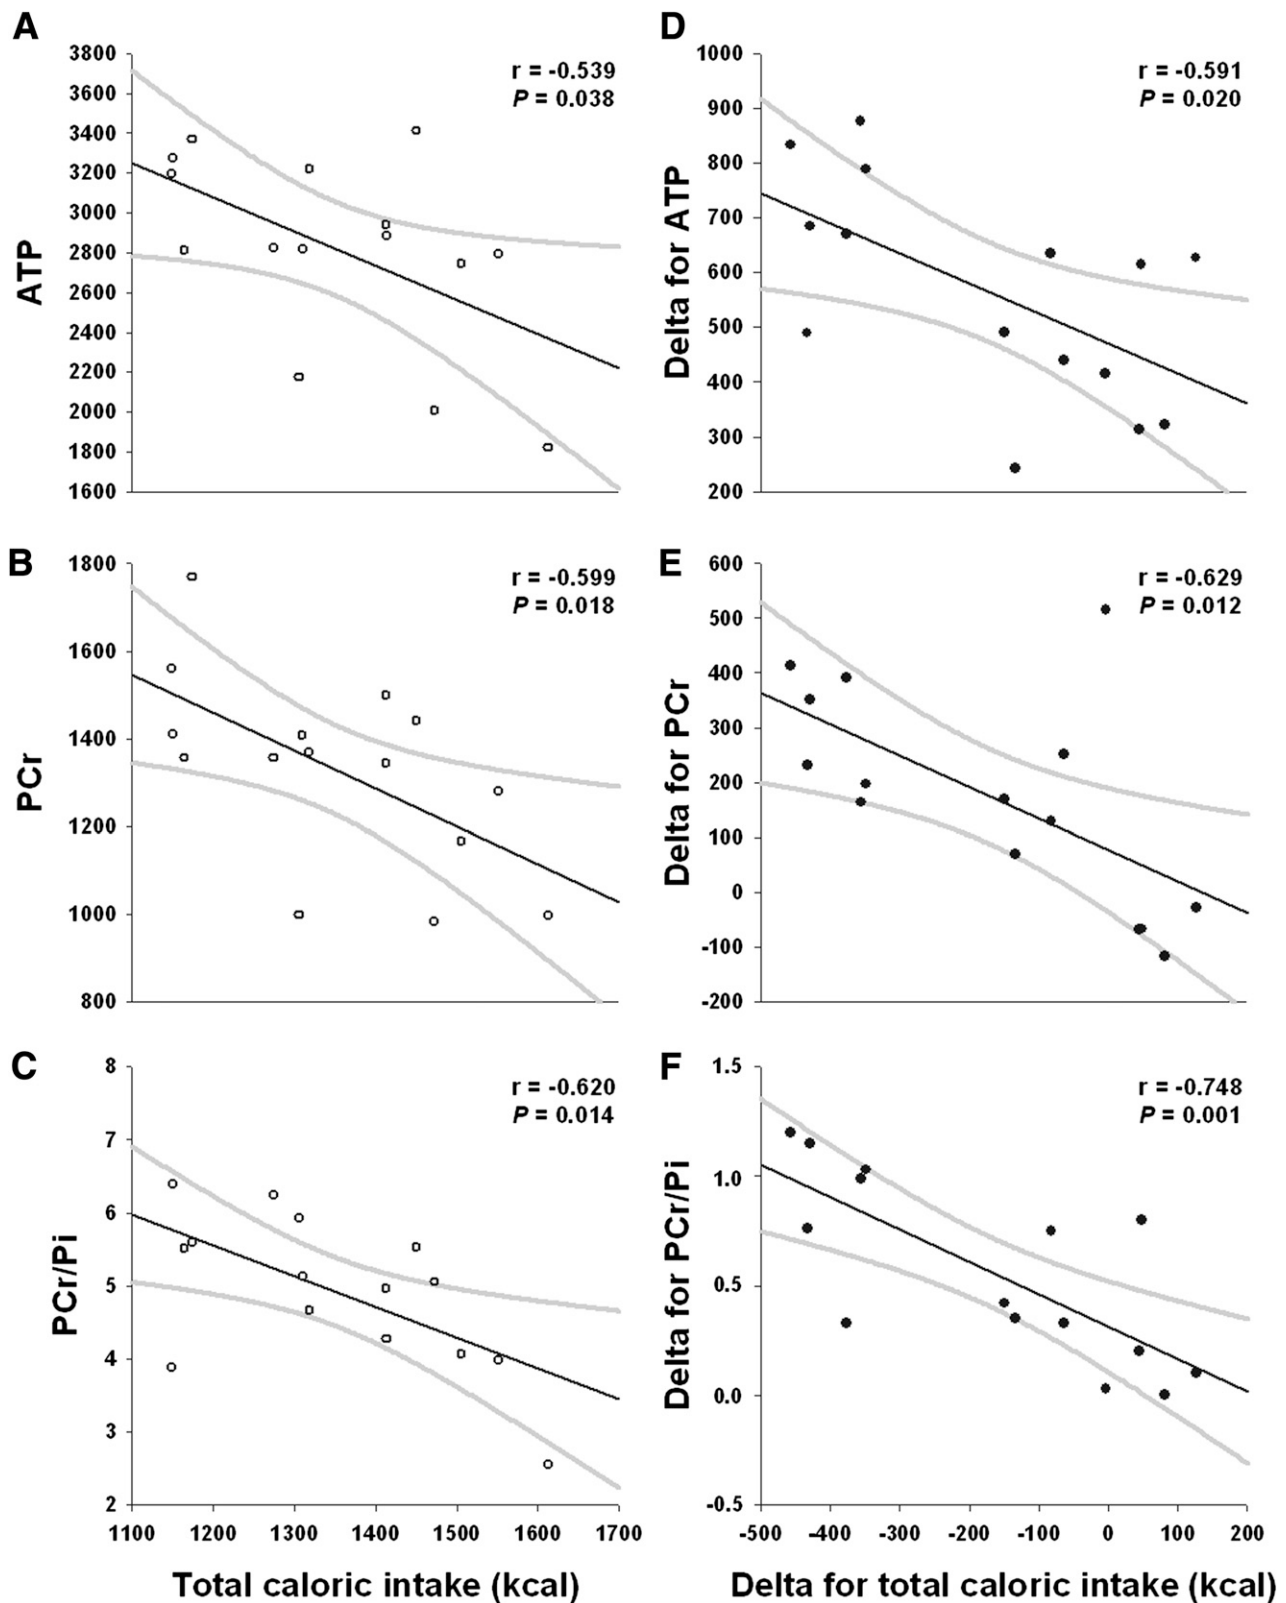 A
3800
3600
3400
3200
3000
2800
2600
2400
2200
2000
1800
1600
ATP
r = -0.539
P = 0.038
D
1000
900
800
700
600
500
400
300
200
Delta for ATP
r = -0.591
P = 0.020
B
1800
1600
1400
1200
1000
800
PCr
r = -0.599
P = 0.018
E
600
500
400
300
200
100
0
-100
-200
Delta for PCr
r = -0.629
P = 0.012
C
8
7
6
5
4
3
2
PCr/Pi
r = -0.620
P = 0.014
1100 1200 1300 1400 1500 1600 1700
Total caloric intake (kcal)
F
1.5
1.0
0.5
0.0
-0.5
Delta for PCr/Pi
r = -0.748
P = 0.001
-500 -400 -300 -200 -100 0 100 200
Delta for total caloric intake (kcal)